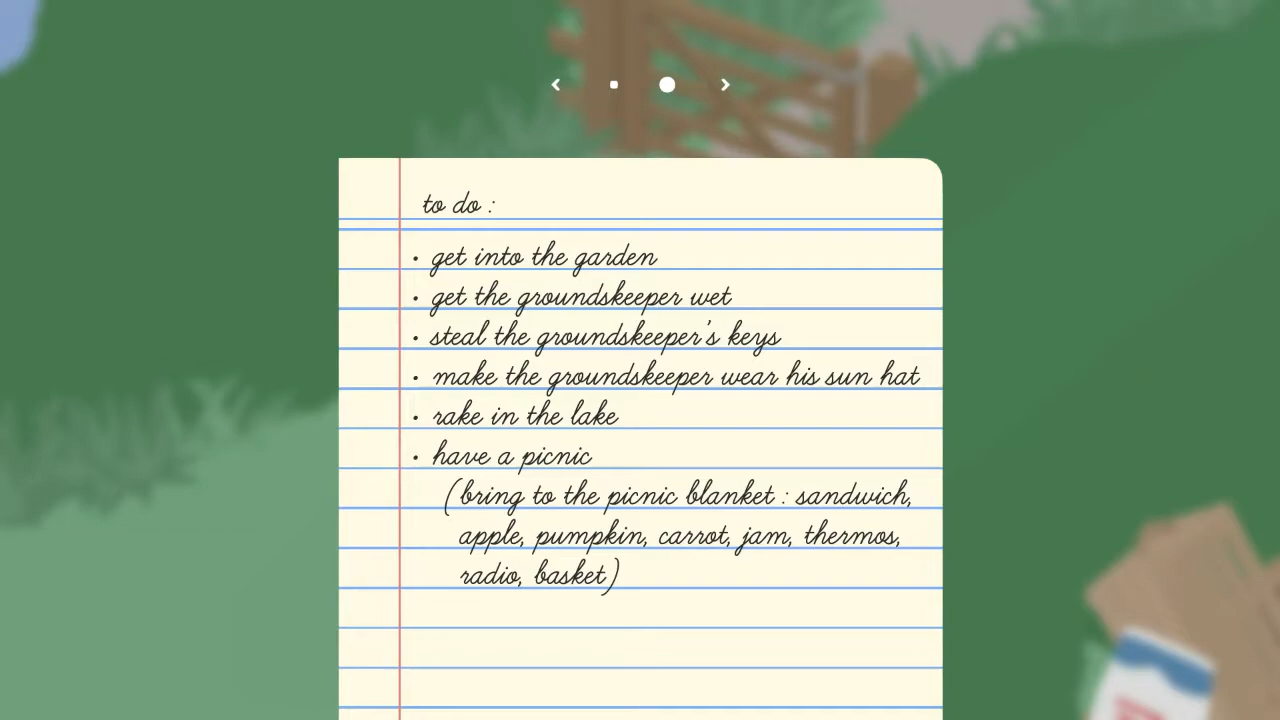 to do :
• get into the garden
• get the groundskeeper wet
• steal the groundskeeper's keys
• make the groundskeeper wear his sun hat
• rake in the lake
• have a picnic
(bring to the picnic blanket : sandwich,
apple, pumpkin, carrot, jam, thermos,
radio, basket)